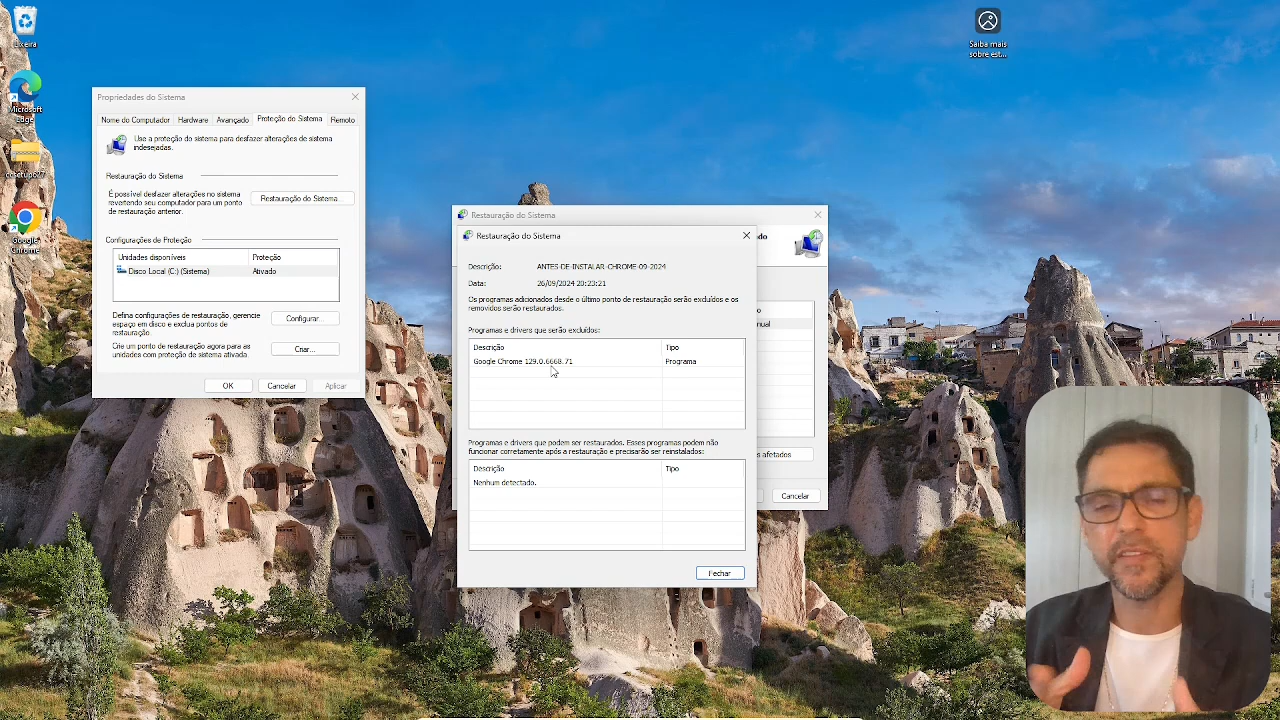 Lixeira
Microsoft
Edge
Google
Chrome
Saiba mais
sobre est...
Propriedades do Sistema
Nome do Computador
Hardware
Avançado
Proteção do Sistema
Remoto
Use a proteção do sistema para desfazer alterações de sistema
indesejadas.
Restauração do Sistema
É possível desfazer alterações no sistema
revertendo seu computador para um ponto
de restauração anterior.
Restauração do Sistema...
Configurações de Proteção
Unidades disponíveis
Proteção
Disco Local (C:) (Sistema)
Ativado
Defina configurações de restauração, gerencie
espaço em disco e exclua pontos de
restauração.
Configurar...
Crie um ponto de restauração agora para as
unidades com proteção de sistema ativada.
Criar...
OK
Cancelar
Aplicar
Restauração do Sistema
do
o
nual
s afetados
Cancelar
Restauração do Sistema
Descrição:
ANTES-DE-INSTALAR-CHROME-09-2024
Data:
26/09/2024 20:23:21
Os programas adicionados desde o último ponto de restauração serão excluídos e os
removidos serão restaurados.
Programas e drivers que serão excluídos:
Descrição
Tipo
Google Chrome 129.0.6668.71
Programa
Programas e drivers que podem ser restaurados. Esses programas podem não
funcionar corretamente após a restauração e precisarão ser reinstalados:
Descrição
Tipo
Nenhum detectado.
Fechar